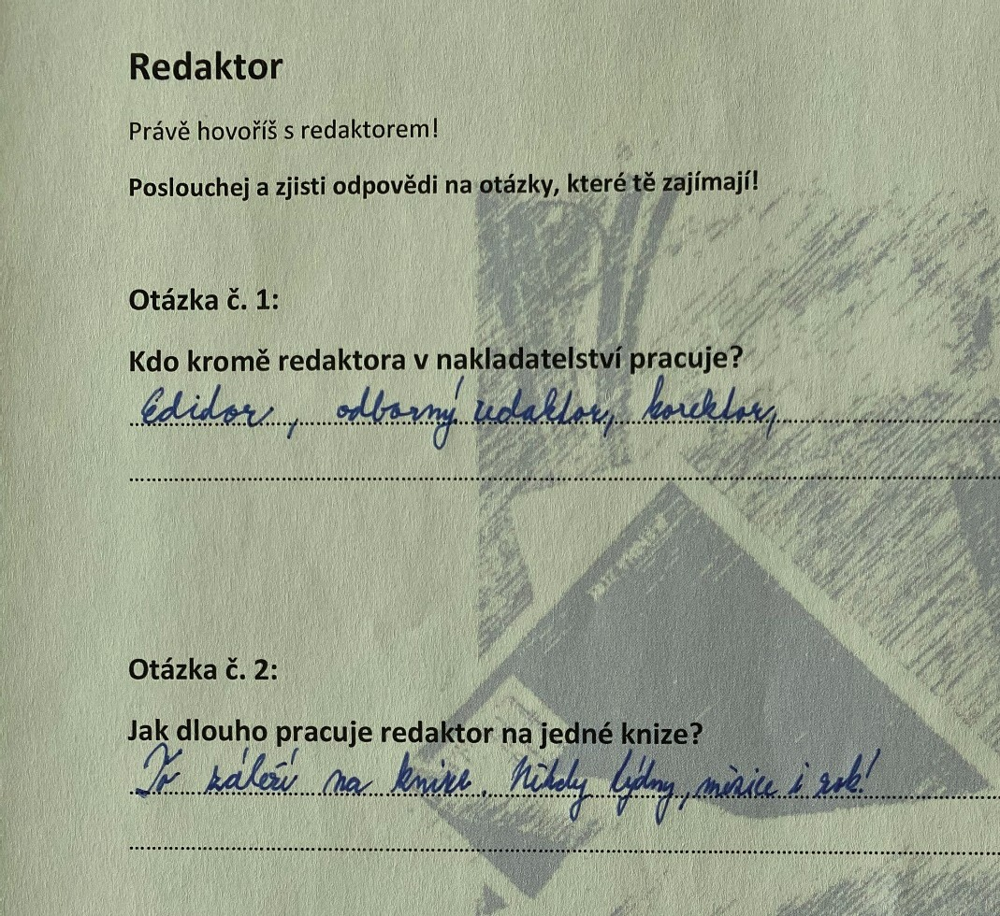 Redaktor
Právě hovoříš s redaktorem!
Poslouchej a zjisti odpovědi na otázky, které tě zajímají!
Otázka č. 1:
Kdo kromě redaktora v nakladatelství pracuje?
Edidor, odborný redaktor, korektor,
Otázka č. 2:
Jak dlouho pracuje redaktor na jedné knize?
To záleží na knize. Někdy týdny, měsíce i rok!